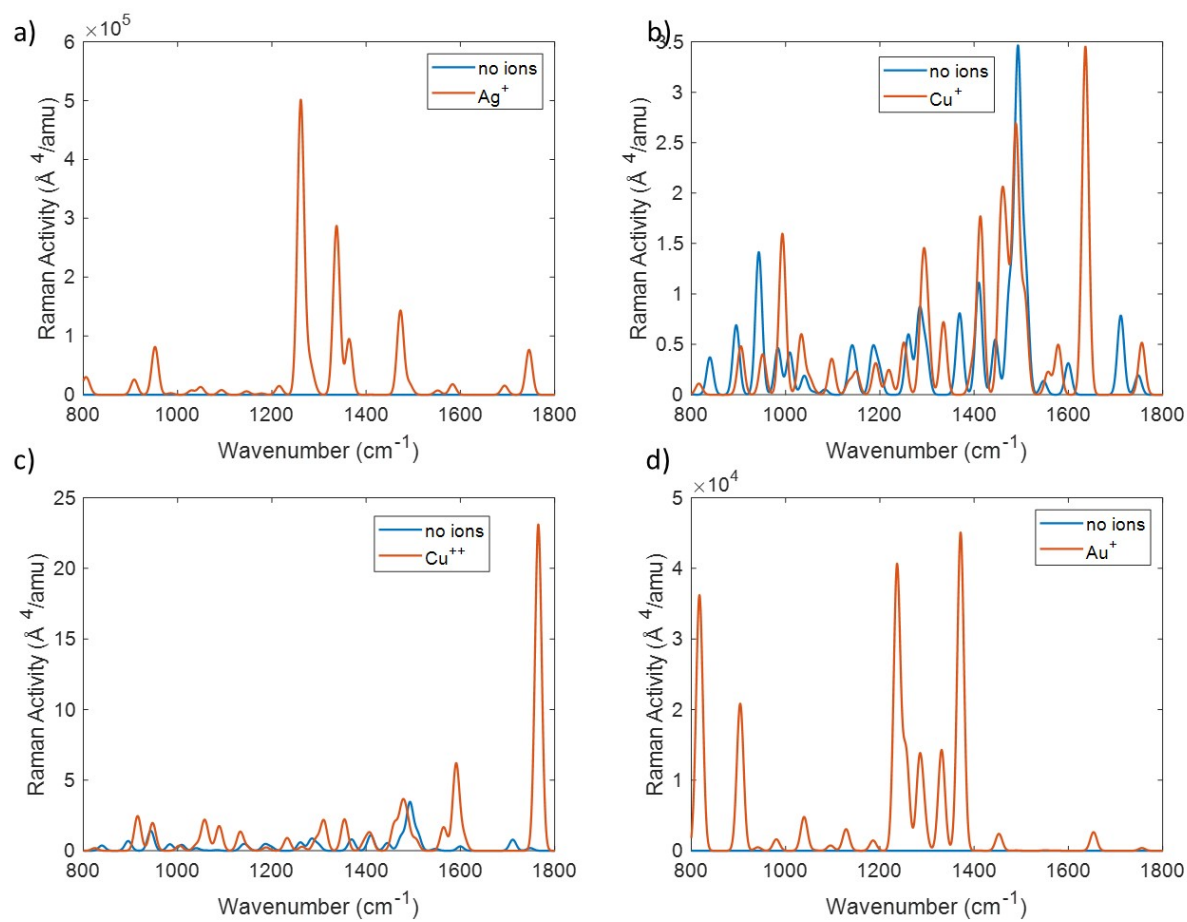 a)
×10⁵
6
5
4
3
2
1
0
Raman Activity (Å ⁴/amu)
no ions
Ag⁺
800 1000 1200 1400 1600 1800
Wavenumber (cm⁻¹)
b)
3.5
3
2.5
2
1.5
1
0.5
0
Raman Activity (Å ⁴/amu)
no ions
Cu⁺
800 1000 1200 1400 1600 1800
Wavenumber (cm⁻¹)
c)
25
20
15
10
5
0
Raman Activity (Å ⁴/amu)
no ions
Cu⁺⁺
800 1000 1200 1400 1600 1800
Wavenumber (cm⁻¹)
d)
×10⁴
5
4
3
2
1
0
Raman Activity (Å ⁴/amu)
no ions
Au⁺
800 1000 1200 1400 1600 1800
Wavenumber (cm⁻¹)